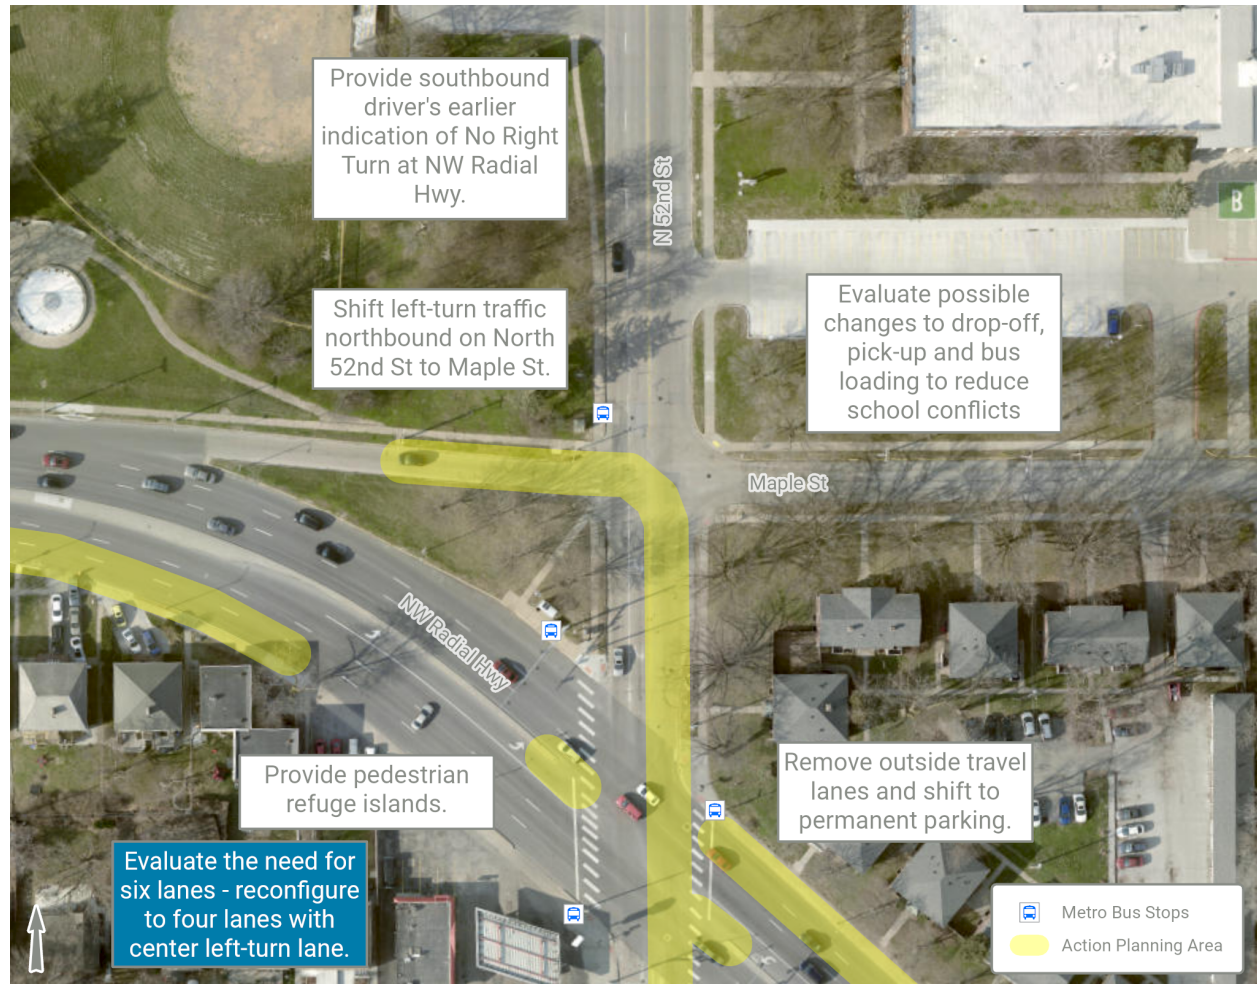 Provide southbound
driver's earlier
indication of No Right
Turn at NW Radial
Hwy.
N 52nd St
B
Shift left-turn traffic
northbound on North
52nd St to Maple St.
Evaluate possible
changes to drop-off,
pick-up and bus
loading to reduce
school conflicts
Maple St
NW Radial Hwy
Provide pedestrian
refuge islands.
Remove outside travel
lanes and shift to
permanent parking.
Evaluate the need for
six lanes - reconfigure
to four lanes with
center left-turn lane.
Metro Bus Stops
Action Planning Area